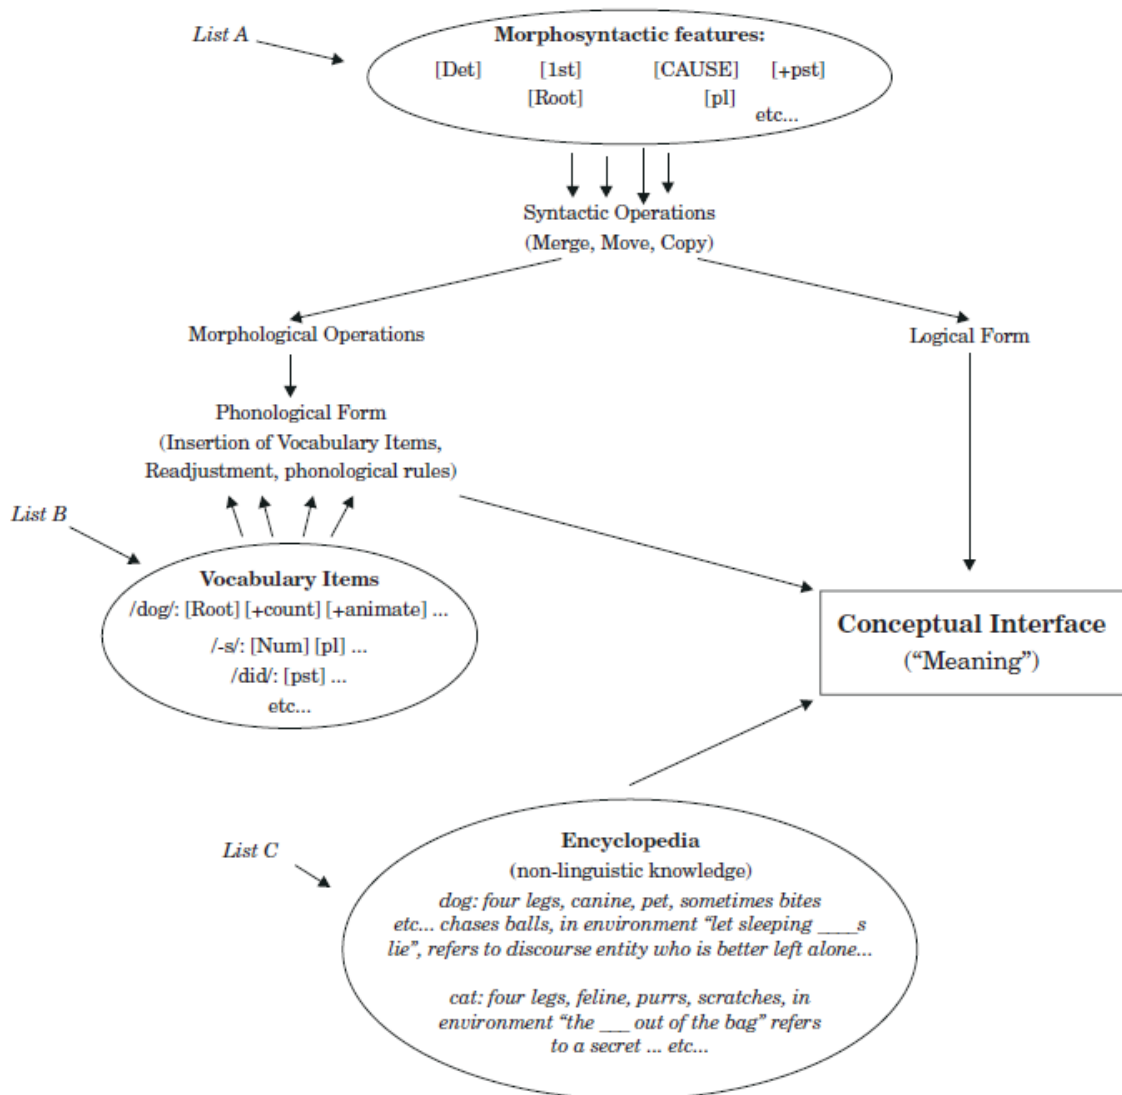 List A
Morphosyntactic features:
[Det] [1st] [CAUSE] [+pst]
[Root] [pl]
etc...
Syntactic Operations
(Merge, Move, Copy)
Morphological Operations
Logical Form
Phonological Form
(Insertion of Vocabulary Items,
Readjustment, phonological rules)
List B
Vocabulary Items
/dog/: [Root] [+count] [+animate] ...
/-s/: [Num] [pl] ...
/did/: [pst] ...
etc...
Conceptual Interface
(“Meaning”)
List C
Encyclopedia
(non-linguistic knowledge)
dog: four legs, canine, pet, sometimes bites
etc... chases balls, in environment “let sleeping ____s
lie”, refers to discourse entity who is better left alone...
cat: four legs, feline, purrs, scratches, in
environment “the ___ out of the bag” refers
to a secret ... etc...